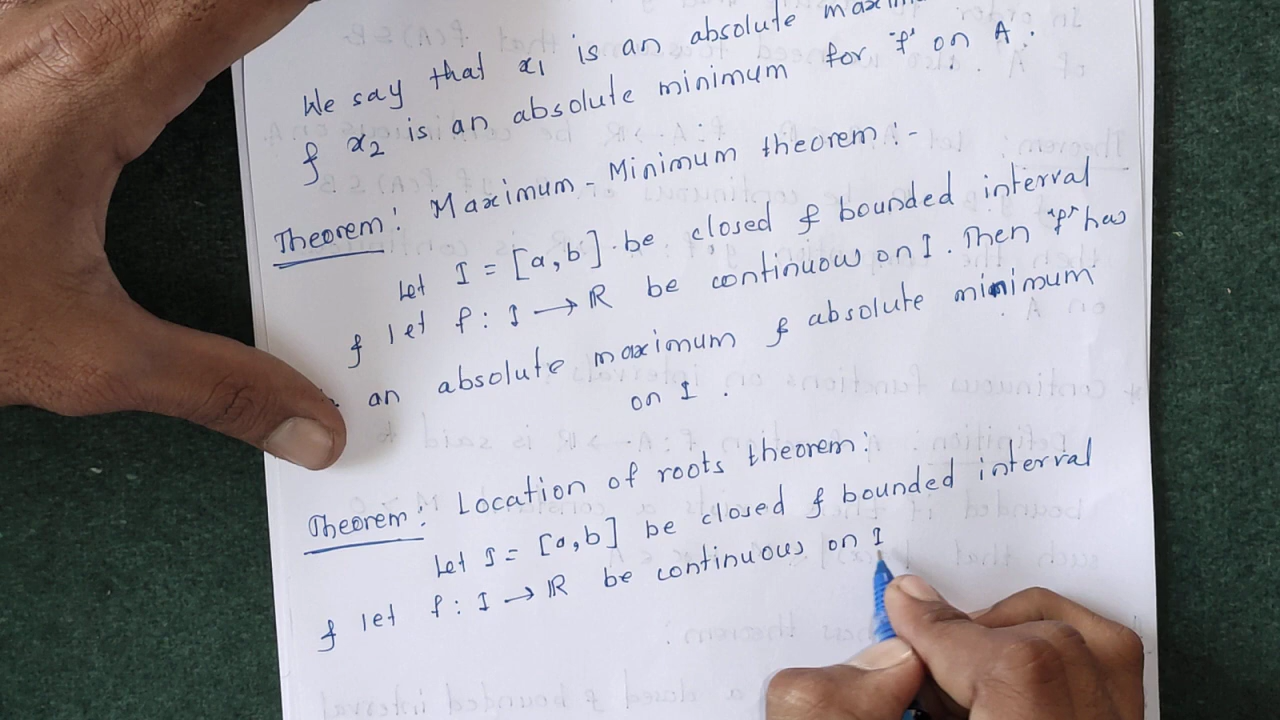 We say that x₁ is an absolute
& x₂ is an absolute minimum for 'f' on A.
Theorem: Maximum - Minimum theorem:-
Let I = [a,b] be closed & bounded interval
& let f : I → ℝ be continuous on I. Then 'f' has
an absolute maximum & absolute minimum
on I.
Theorem: Location of roots theorem:
Let I = [a,b] be closed & bounded interval
& let f : I → ℝ be continuous on I